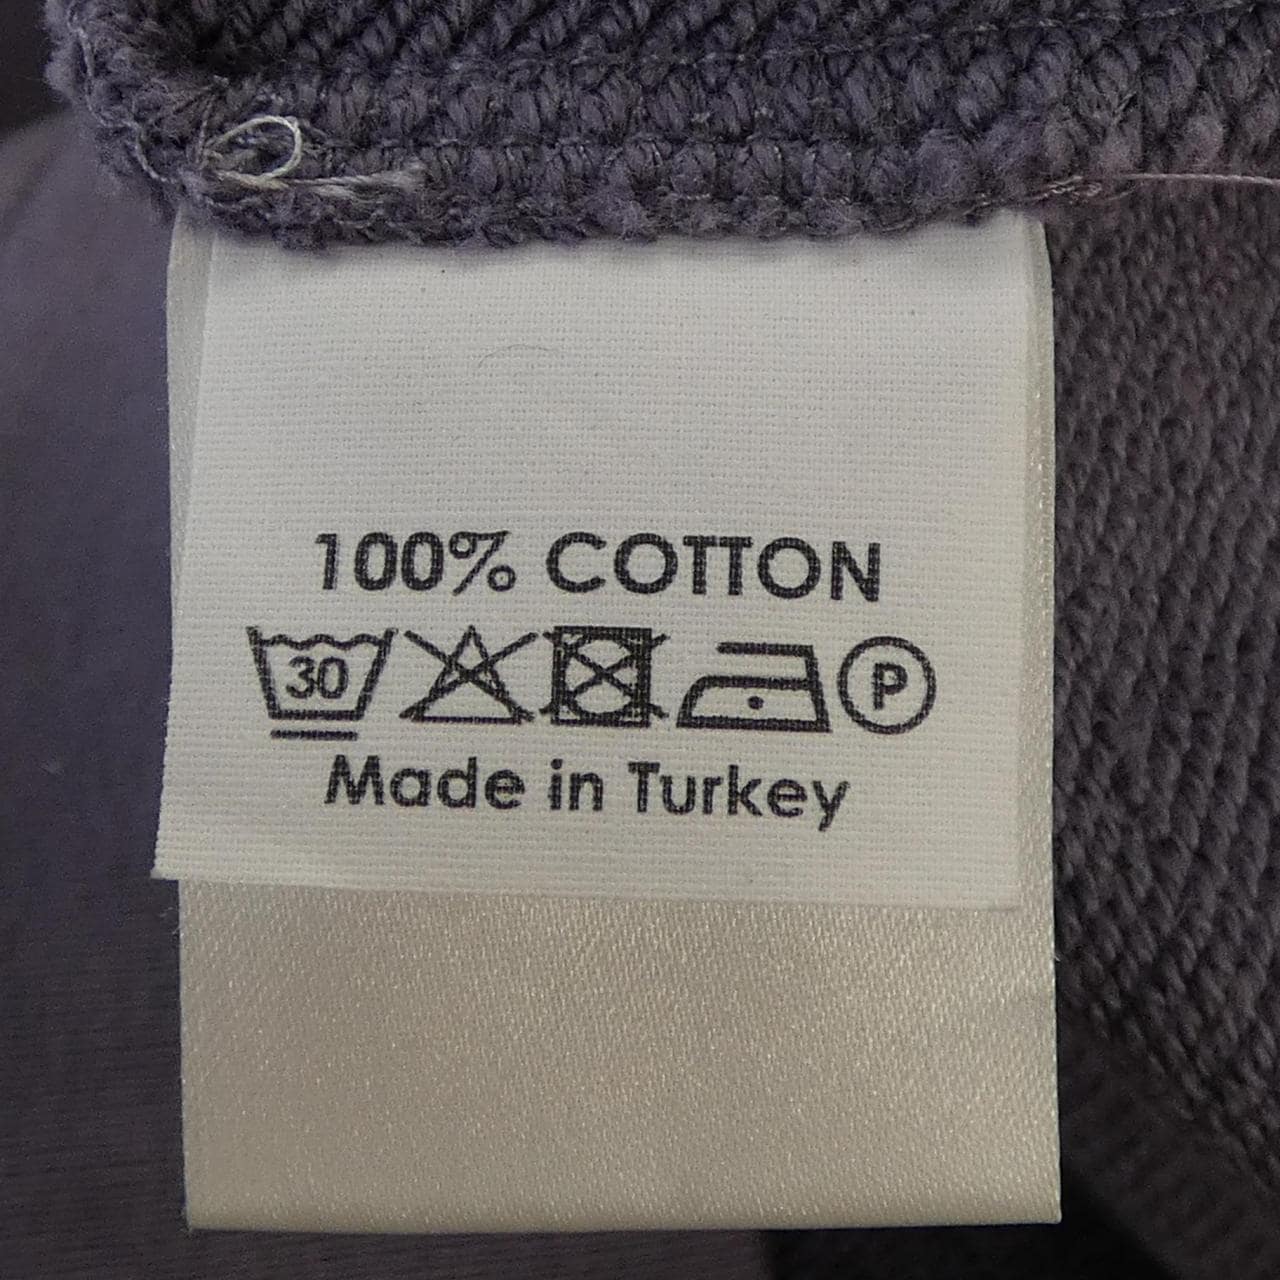 100% COTTON
30 P
Made in Turkey